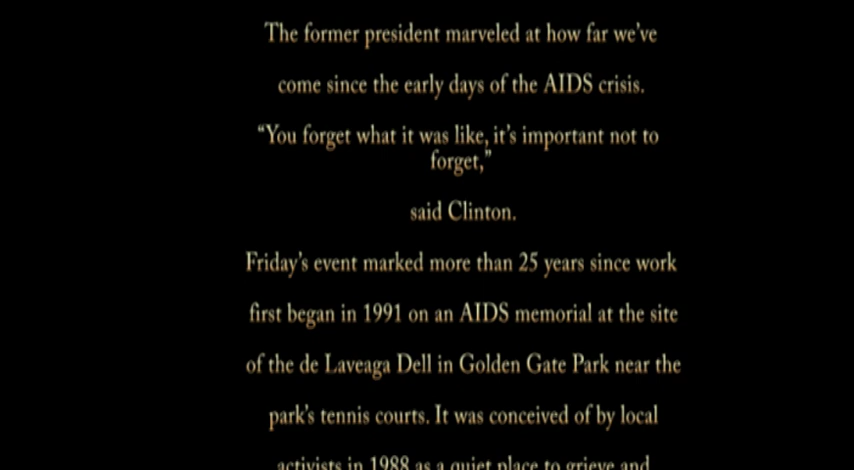 The former president marveled at how far we've
come since the early days of the AIDS crisis.
“You forget what it was like, it's important not to
forget,”
said Clinton.
Friday's event marked more than 25 years since work
first began in 1991 on an AIDS memorial at the site
of the de Laveaga Dell in Golden Gate Park near the
park's tennis courts. It was conceived of by local
activists in 1988 as a quiet place to grieve and